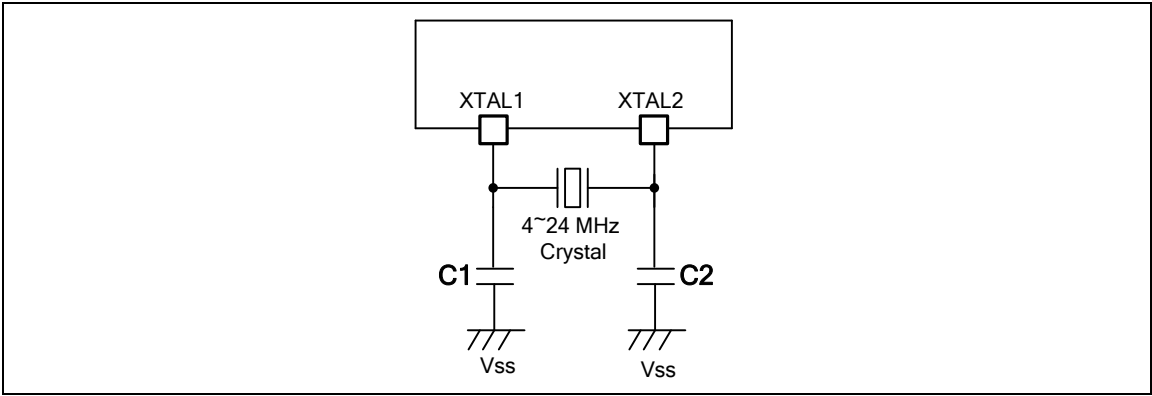 XTAL1 XTAL2
4~24 MHz
Crystal
C1 C2
Vss Vss